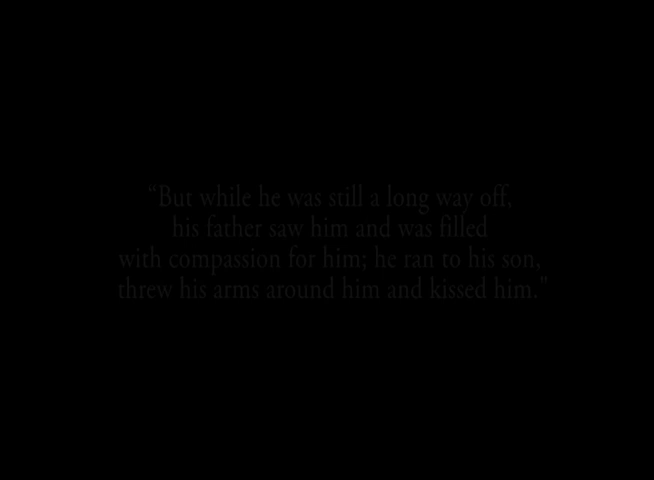 “But while he was still a long way off,
his father saw him and was filled
with compassion for him; he ran to his son,
threw his arms around him and kissed him.”